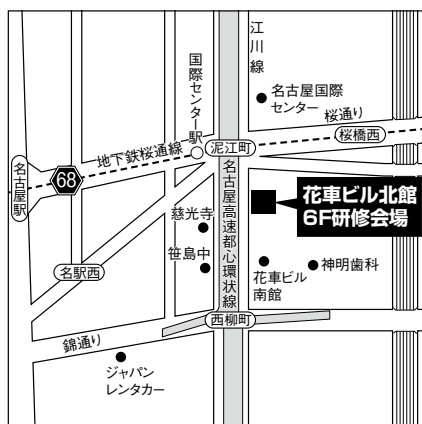 江川線
国際センター駅
名古屋国際
センター
桜通り
桜橋西
泥江町
地下鉄桜通線
68
名古屋駅
名古屋高速都心環状線
花車ビル北館
6F研修会場
慈光寺
笹島中
花車ビル
南館
神明歯科
名駅西
西柳町
錦通り
ジャパン
レンタカー